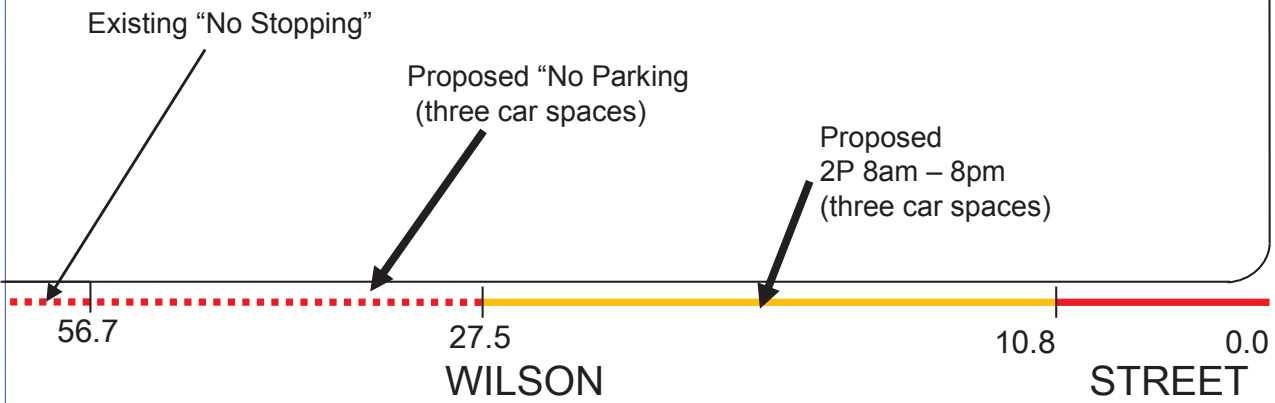 Existing “No Stopping”
Proposed “No Parking
(three car spaces)
Proposed
2P 8am – 8pm
(three car spaces)
56.7
27.5
10.8
0.0
WILSON STREET